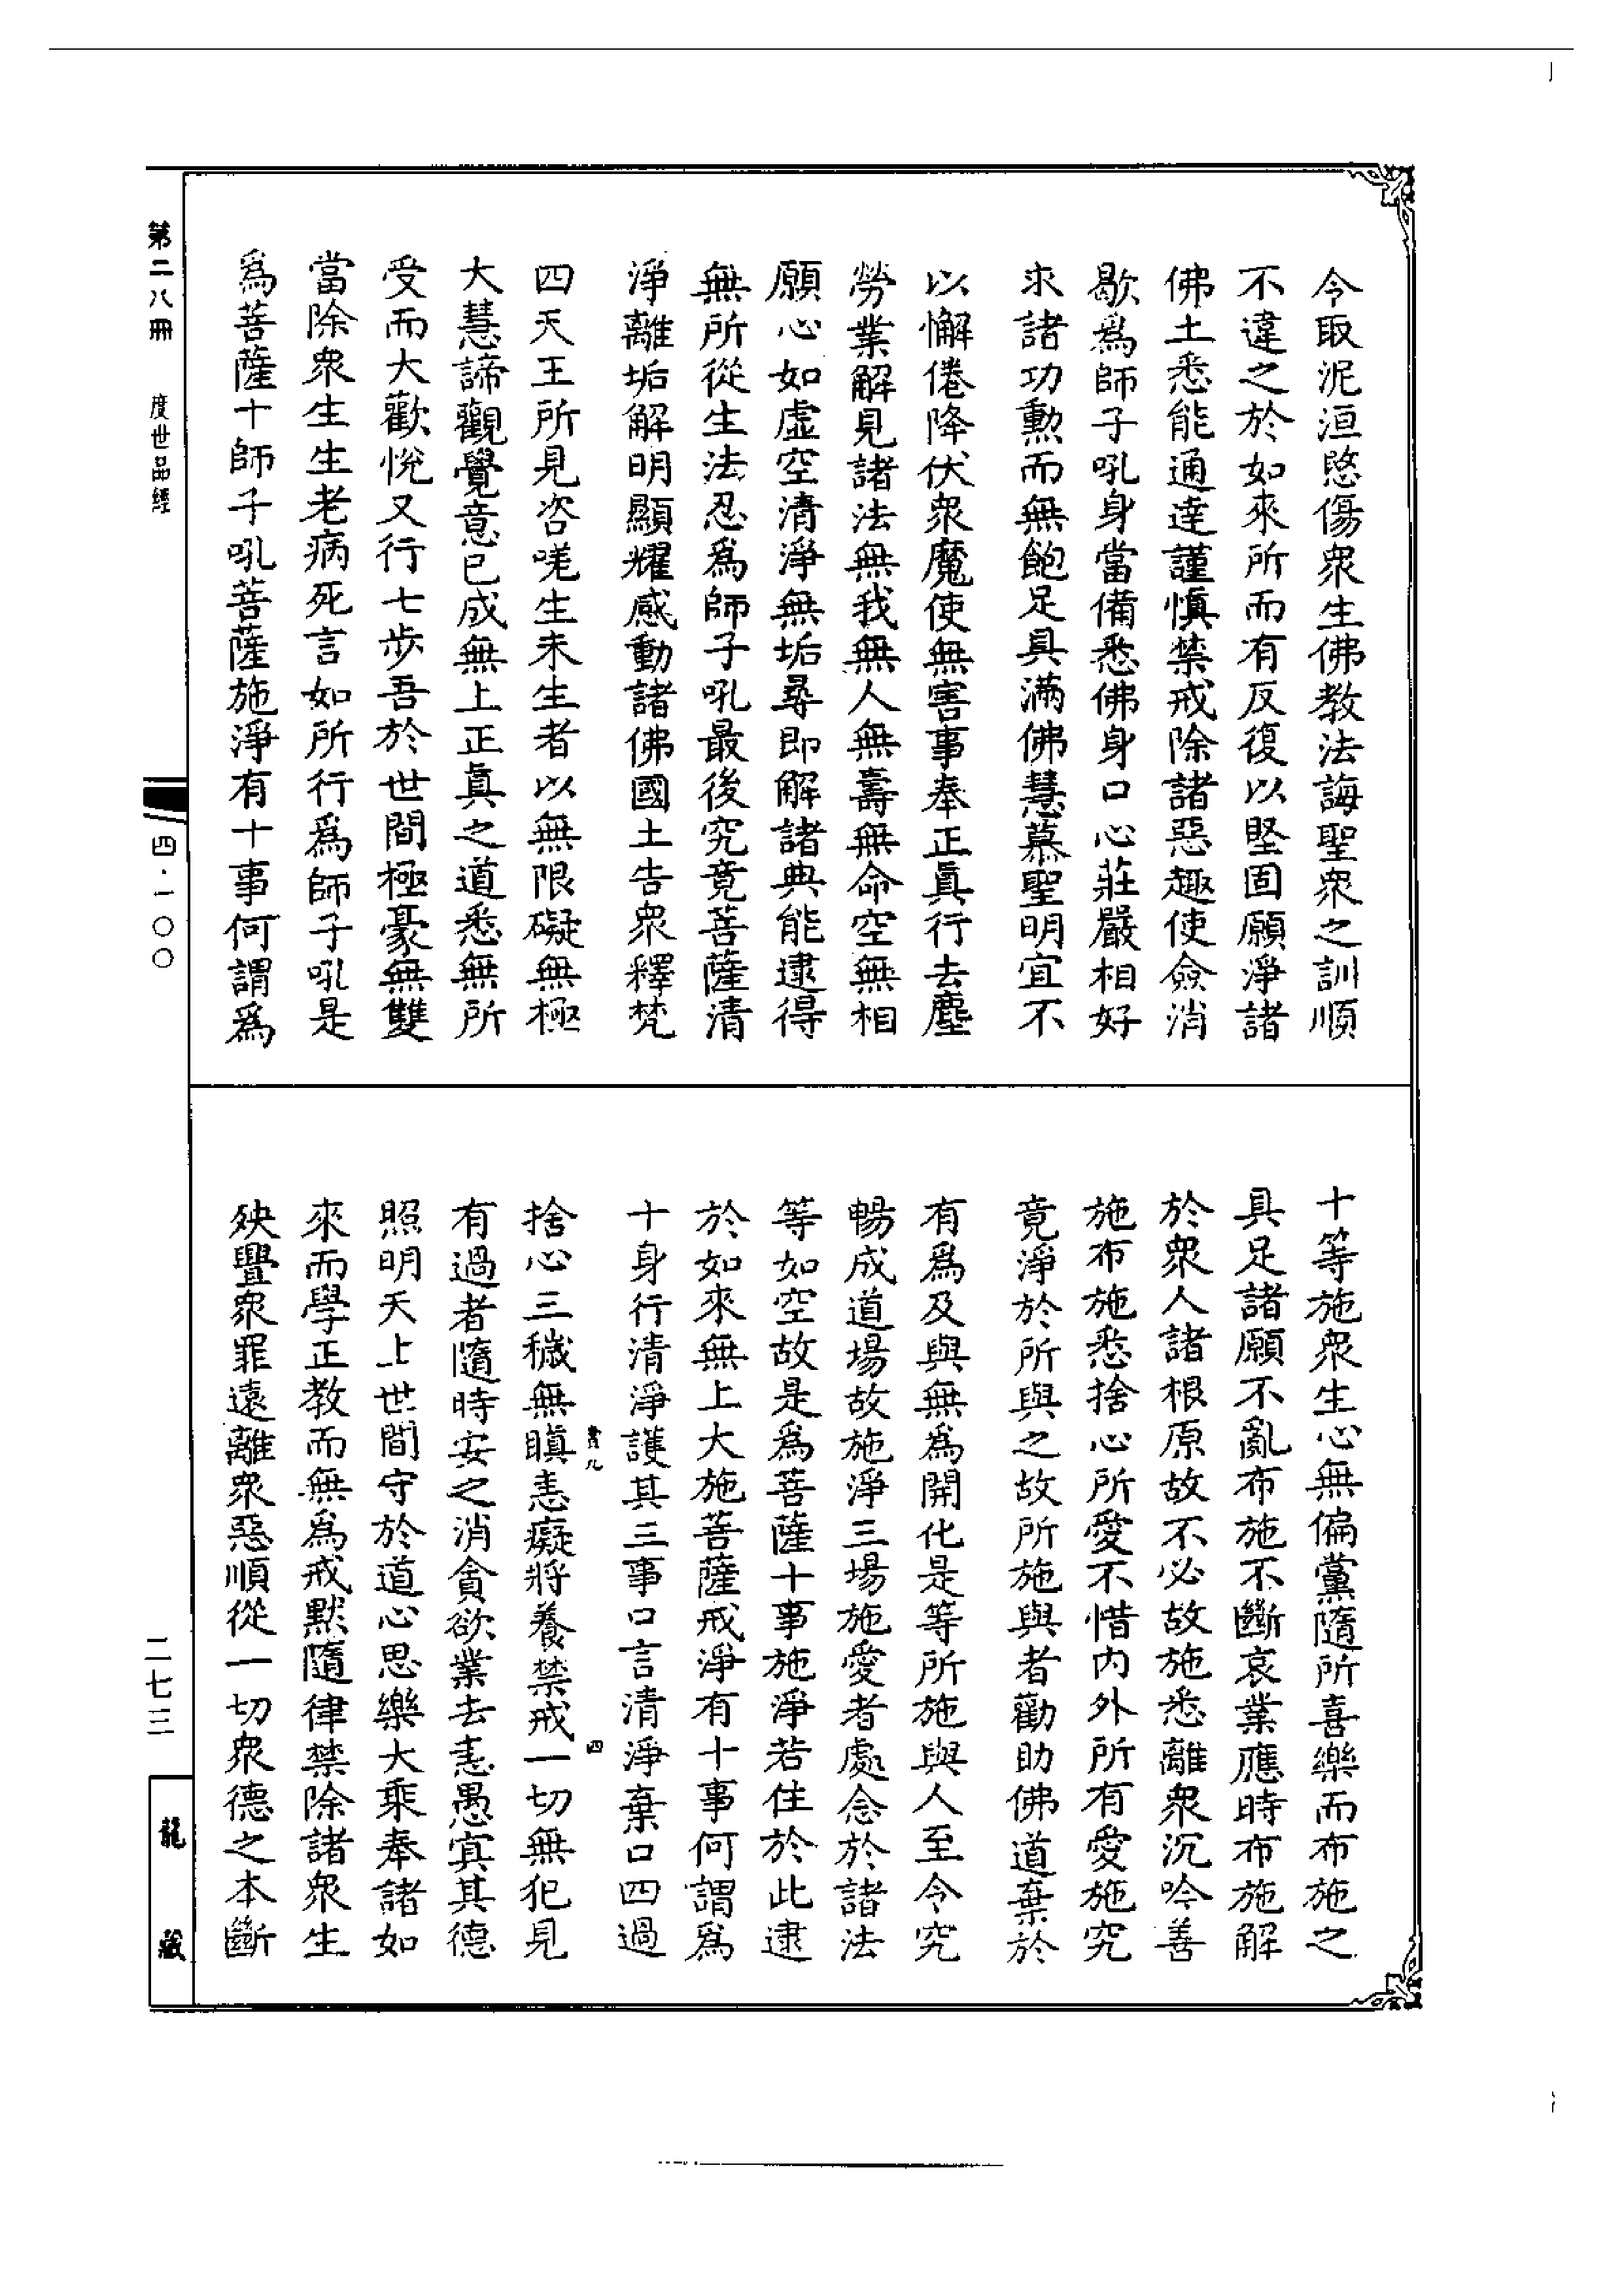 今取泥洹愍傷衆生佛教法誨聖衆之訓順
不違之於如來所而有反復以堅固願淨諸
佛土悉能通達謹慎禁戒除諸惡趣使僉消
歇爲師子吼身當備悉佛身口心莊嚴相好
求諸功勲而無飽足具滿佛慧慕聖明宜不
以懈倦降伏衆魔使無害事奉正眞行去塵
勞業解見諸法無我無人無壽無命空無相
願心如虛空清淨無垢尋即解諸典能逮得
無所從生法忍爲師子吼最後究竟菩薩清
淨離垢解明顯耀感動諸佛國土告衆釋梵
四天王所見咨嗟生未生者以無限礙無極
大慧諦觀覺意已成無上正眞之道悉無所
受而大歡悅又行七步吾於世間極豪無雙
當除衆生生老病死言如所行爲師子吼是
爲菩薩十師子吼菩薩施淨有十事何謂爲
十等施衆生心無偏黨隨所喜樂而布施之
具足諸願不亂布施不斷哀業應時布施解
於衆人諸根原故不必故施悉離衆沉吟善
施布施悉捨心所愛不惜内外所有愛施究
竟淨於所與之故所施與者勸助佛道棄於
有爲及與無爲開化是等所施與人至令究
暢成道場故施淨三場施愛者處念於諸法
等如空故是爲菩薩十事施淨若住於此逮
於如來無上大施菩薩戒淨有十事何謂爲
十身行清淨護其三事口言清淨棄口四過
捨心三穢無瞋恚癡將養禁戒一切無犯見
有過者隨時安之消貪欲業去恚愚冥其德
照明天上世間守於道心思樂大乘奉諸如
來而學正教而無爲戒默隨律禁除諸衆生
殃舋衆罪遠離衆惡順從一切衆德之本斷
四
第二八冊 度世品經
四·一〇〇
二七三
龍藏